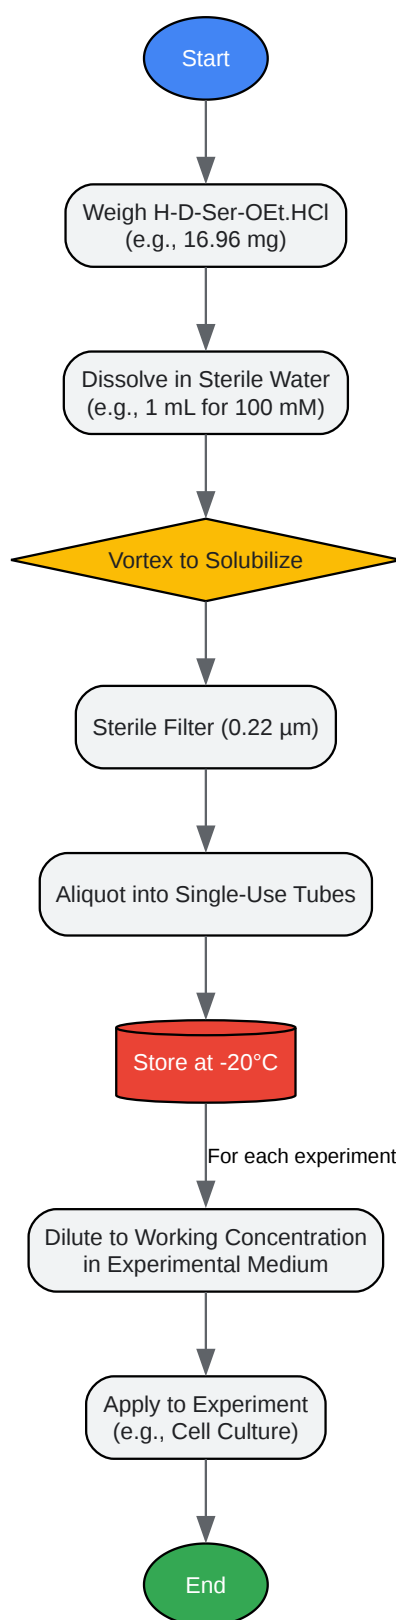 Start
Weigh H-D-Ser-OEt.HCl
(e.g., 16.96 mg)
Dissolve in Sterile Water
(e.g., 1 mL for 100 mM)
Vortex to Solubilize
Sterile Filter (0.22 µm)
Aliquot into Single-Use Tubes
Store at -20°C
For each experiment
Dilute to Working Concentration
in Experimental Medium
Apply to Experiment
(e.g., Cell Culture)
End